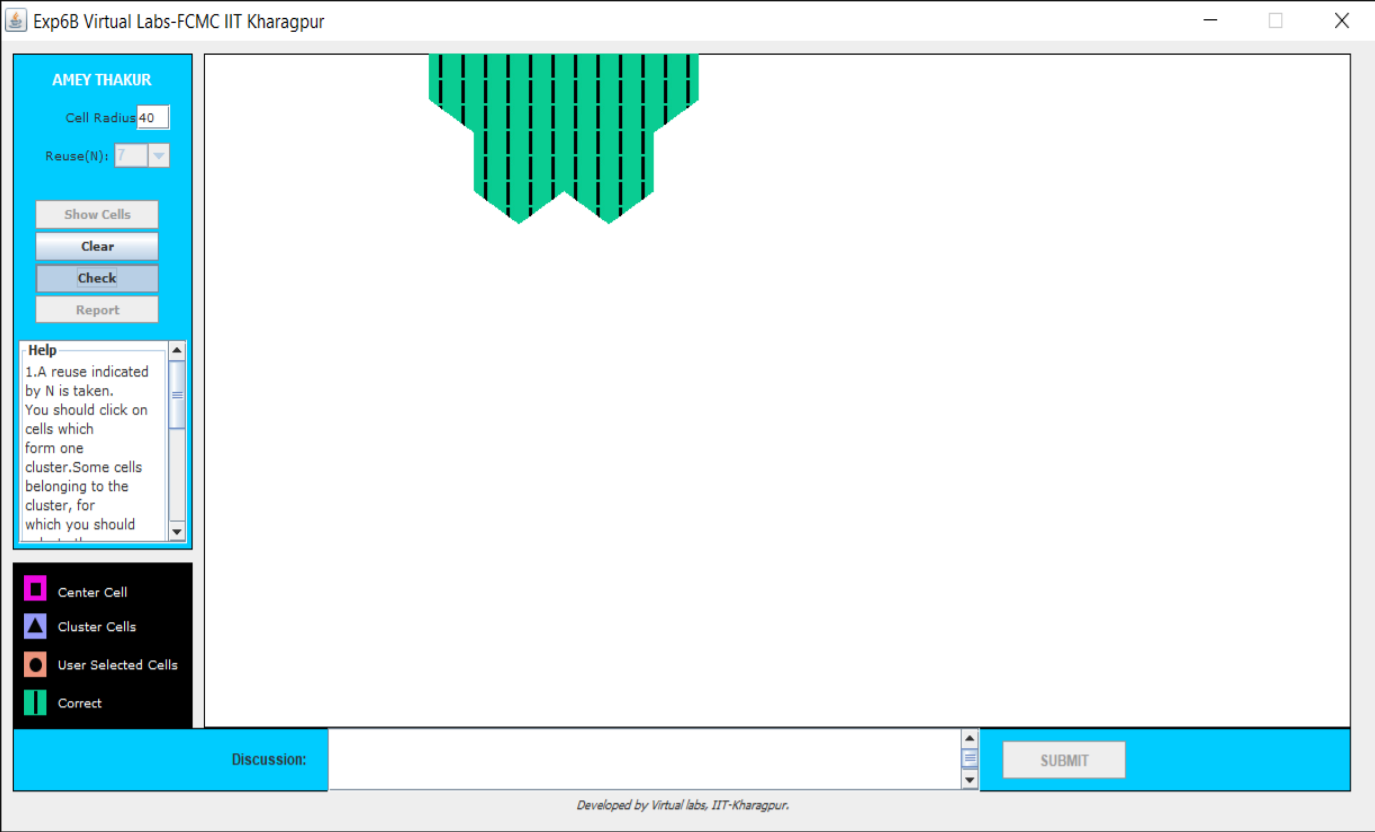 Exp6B Virtual Labs-FCMC IIT Kharagpur
AMEY THAKUR
Cell Radius 40
Reuse(N): 7
Show Cells
Clear
Check
Report
Help
1.A reuse indicated
by N is taken.
You should click on
cells which
form one
cluster.Some cells
belonging to the
cluster, for
which you should
Center Cell
Cluster Cells
User Selected Cells
Correct
Discussion:
SUBMIT
Developed by Virtual labs, IIT-Kharagpur.